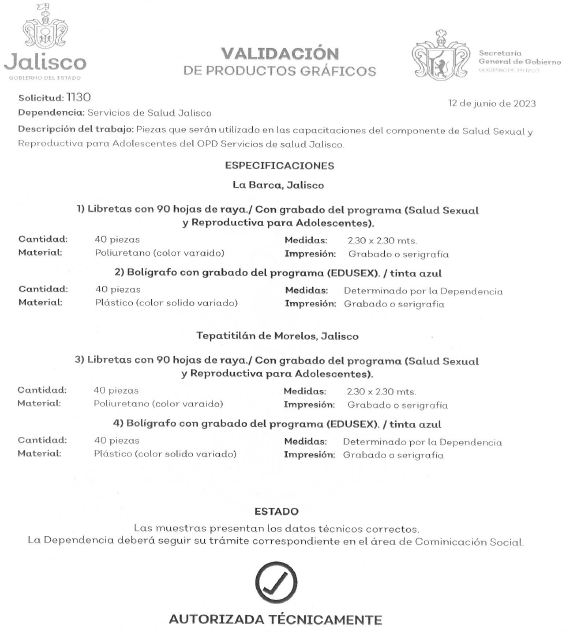 Jalisco
GOBIERNO DEL ESTADO
VALIDACIÓN
DE PRODUCTOS GRÁFICOS
Secretaría
General de Gobierno
Solicitud: 1130
12 de junio de 2023
Dependencia: Servicios de Salud Jalisco
Descripción del trabajo: Piezas que serán utilizado en las capacitaciones del componente de Salud Sexual y
Reproductiva para Adolescentes del OPD Servicios de salud Jalisco.
ESPECIFICACIONES
La Barca, Jalisco
1) Libretas con 90 hojas de raya./ Con grabado del programa (Salud Sexual
y Reproductiva para Adolescentes).
Cantidad: 40 piezas Medidas: 2.30 x 2.30 mts.
Material: Poliuretano (color varaido) Impresión: Grabado o serigrafía
2) Bolígrafo con grabado del programa (EDUSEX). / tinta azul
Cantidad: 40 piezas Medidas: Determinado por la Dependencia
Material: Plástico (color solido variado) Impresión: Grabado o serigrafía
Tepatitilán de Morelos, Jalisco
3) Libretas con 90 hojas de raya./ Con grabado del programa (Salud Sexual
y Reproductiva para Adolescentes).
Cantidad: 40 piezas Medidas: 2.30 x 2.30 mts.
Material: Poliuretano (color varaido) Impresión: Grabado o serigrafía
4) Bolígrafo con grabado del programa (EDUSEX). / tinta azul
Cantidad: 40 piezas Medidas: Determinado por la Dependencia
Material: Plástico (color solido variado) Impresión: Grabado o serigrafía
ESTADO
Las muestras presentan los datos técnicos correctos.
La Dependencia deberá seguir su trámite correspondiente en el área de Cominicación Social.
AUTORIZADA TÉCNICAMENTE